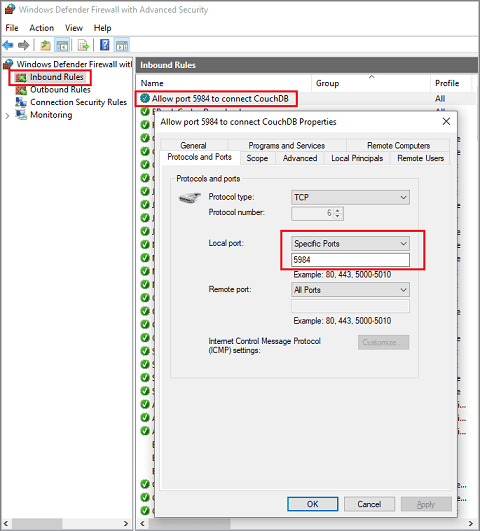 Windows Defender Firewall with Advanced Security
File Action View Help
Windows Defender Firewall with
Inbound Rules
Outbound Rules
Connection Security Rules
Monitoring
Inbound Rules
Name Group Profile
Allow port 5984 to connect CouchDB All
All
Allow port 5984 to connect CouchDB Properties
General Programs and Services Remote Computers
Protocols and Ports Scope Advanced Local Principals Remote Users
Protocols and ports
Protocol type: TCP
Protocol number: 6
Local port: Specific Ports
5984
Example: 80, 443, 5000-5010
Remote port: All Ports
Example: 80, 443, 5000-5010
Internet Control Message Protocol
(ICMP) settings: Customize...
OK Cancel Apply